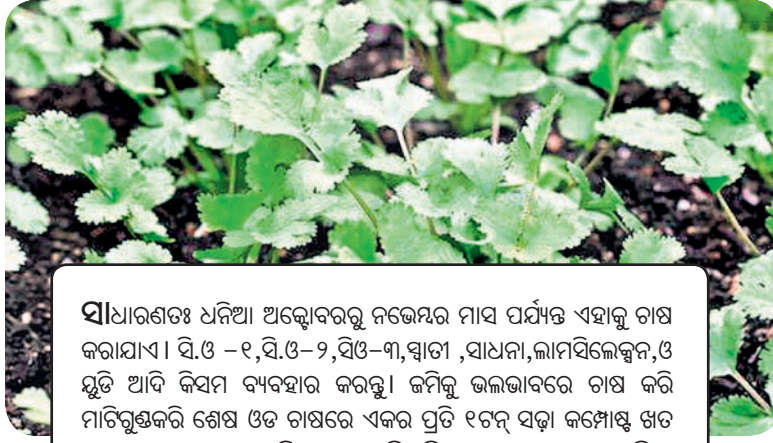 ସାଧାରଣତଃ ଧନିଆ ଅକ୍ଟୋବରରୁ ନଭେମ୍ବର ମାସ ପର୍ଯ୍ୟନ୍ତ ଏହାକୁ ଚାଷ
କରାଯାଏ । ସି.ଓ –୧,ସି.ଓ–୨,ସିଓ–୩,ସ୍ୱାତୀ ,ସାଧନା,ଲାମସିଲେକ୍ସନ,ଓ
ୟୁଡି ଆଦି କିସମ ବ୍ୟବହାର କରନ୍ତୁ। ଜମିକୁ ଭଲଭାବରେ ଚାଷ କରି
ମାଟିଗୁଣ୍ଡକରି ଶେଷ ଓଡ ଚାଷରେ ଏକର ପ୍ରତି ୧ଟନ୍ ସଢ଼ା କମ୍ପୋଷ୍ଟ ଖତ